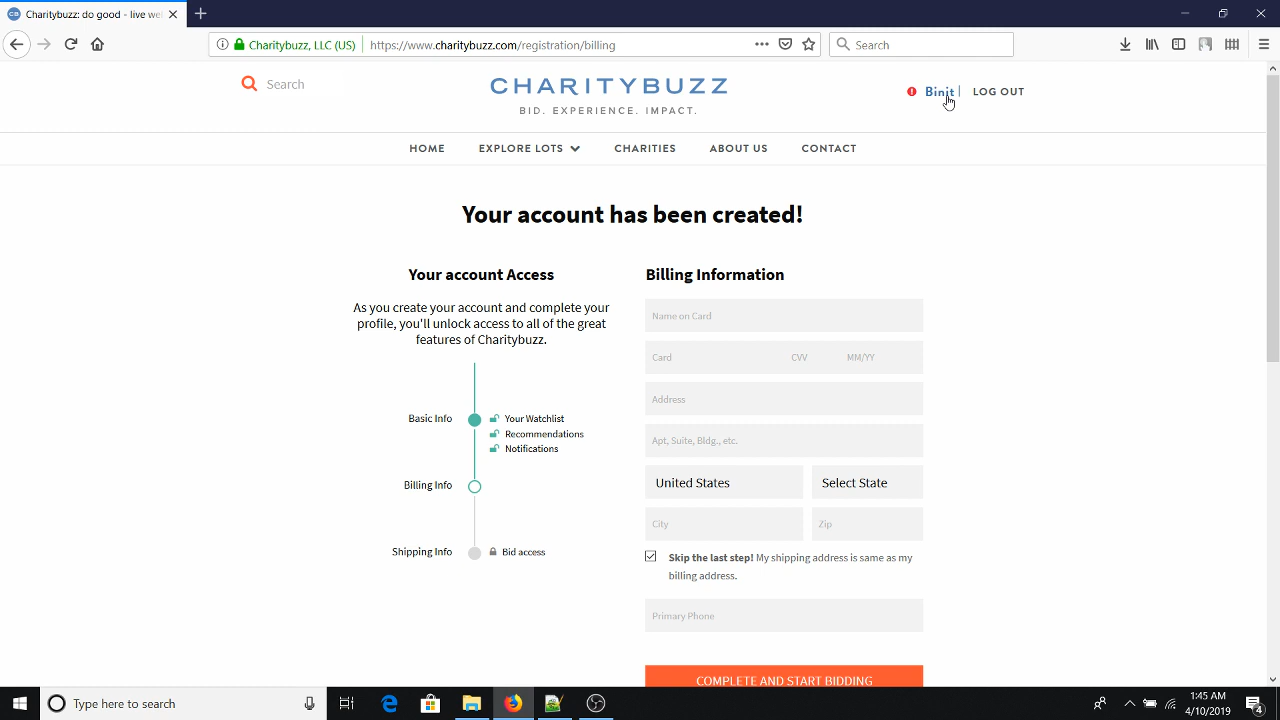 Charitybuzz: do good - live we
Charitybuzz, LLC (US)
https://www.charitybuzz.com/registration/billing
Search
Search
CHARITYBUZZ
BID. EXPERIENCE. IMPACT.
Binit
LOG OUT
HOME
EXPLORE LOTS
CHARITIES
ABOUT US
CONTACT
Your account has been created!
Your account Access
As you create your account and complete your
profile, you'll unlock access to all of the great
features of Charitybuzz.
Basic Info
Your Watchlist
Recommendations
Notifications
Billing Info
Shipping Info
Bid access
Billing Information
Name on Card
Card
CVV
MM/YY
Address
Apt, Suite, Bldg., etc.
United States
Select State
City
Zip
Skip the last step! My shipping address is same as my
billing address.
Primary Phone
COMPLETE AND START BIDDING
Type here to search
1:45 AM
4/10/2019
4